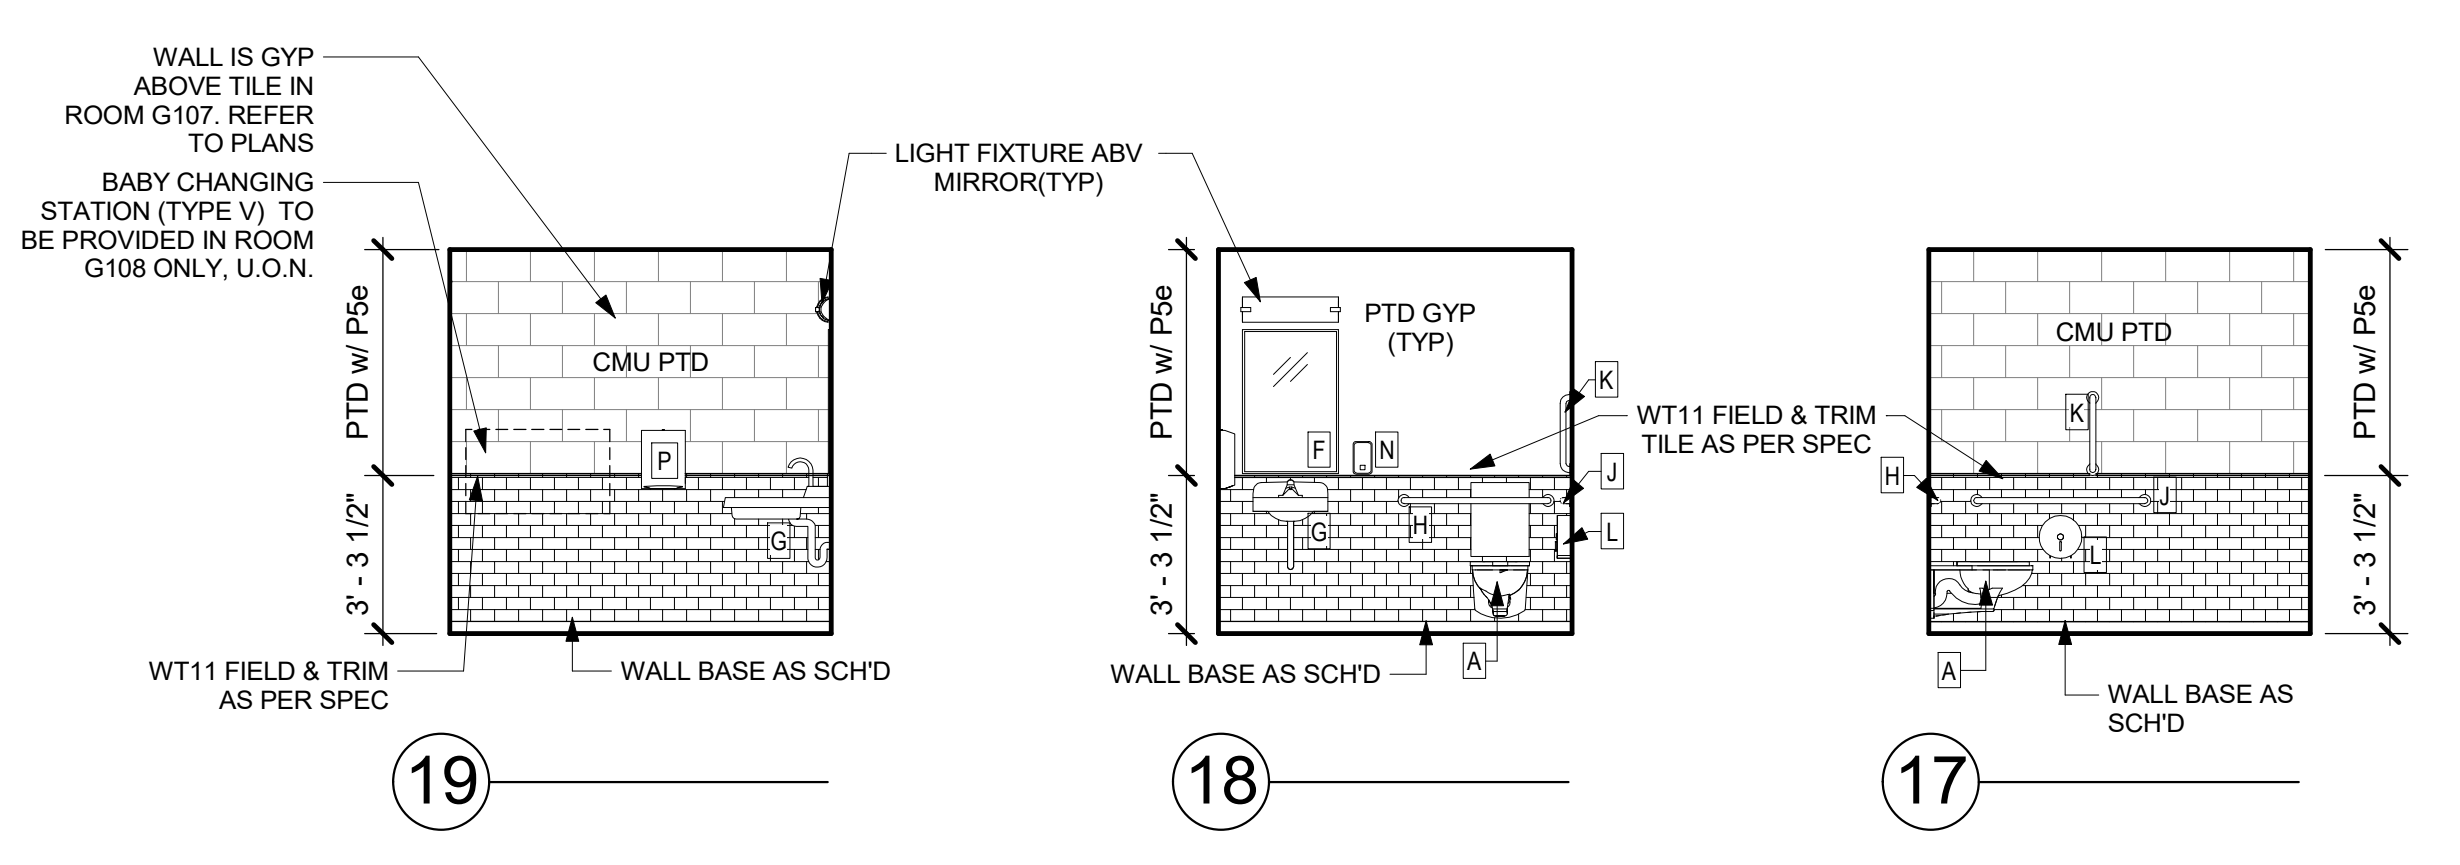 WALL IS GYP
ABOVE TILE IN
ROOM G107. REFER
TO PLANS
BABY CHANGING
STATION (TYPE V) TO
BE PROVIDED IN ROOM
G108 ONLY, U.O.N.
PTD w/ P5e
3' - 3 1/2"
CMU PTD
P
G
WT11 FIELD & TRIM
AS PER SPEC
WALL BASE AS SCH'D
19
LIGHT FIXTURE ABV
MIRROR(TYP)
PTD w/ P5e
3' - 3 1/2"
PTD GYP
(TYP)
F
N
K
J
G
H
L
A
WALL BASE AS SCH'D
18
WT11 FIELD & TRIM
TILE AS PER SPEC
CMU PTD
K
H
J
L
A
PTD w/ P5e
3' - 3 1/2"
WALL BASE AS
SCH'D
17